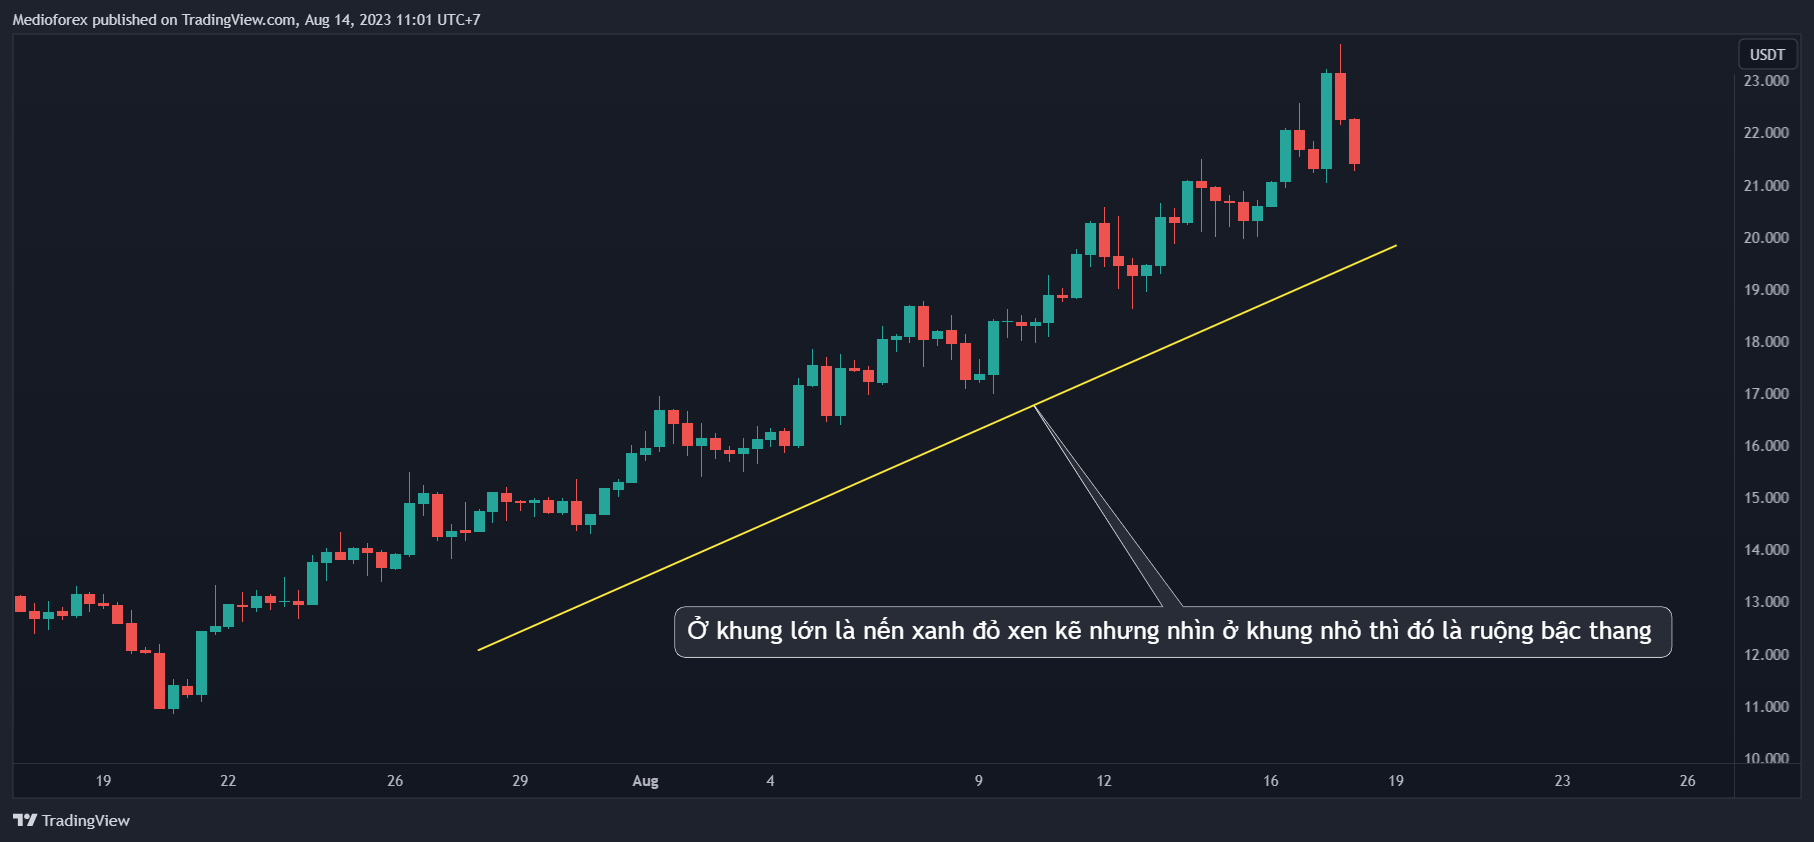 Medioforex published on TradingView.com, Aug 14, 2023 11:01 UTC+7
USDT
23.000
22.000
21.000
20.000
19.000
18.000
17.000
16.000
15.000
14.000
13.000
Ở khung lớn là nến xanh đỏ xen kẽ nhưng nhìn ở khung nhỏ thì đó là ruộng bậc thang
12.000
11.000
10.000
19 22 26 29 Aug 4 9 12 16 19 23 26
TradingView